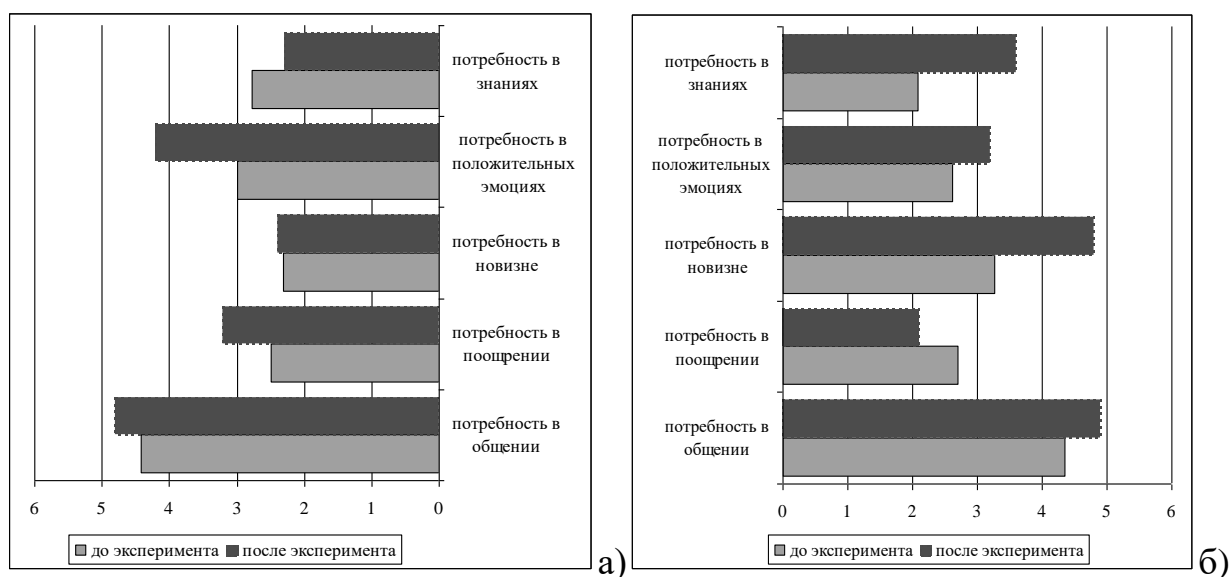 потребность в
знаниях
потребность в
положительных
эмоциях
потребность в
новизне
потребность в
поощрении
потребность в
общении
6 5 4 3 2 1 0
до эксперимента после эксперимента
а)
потребность в
знаниях
потребность в
положительных
эмоциях
потребность в
новизне
потребность в
поощрении
потребность в
общении
0 1 2 3 4 5 6
до эксперимента после эксперимента
б)